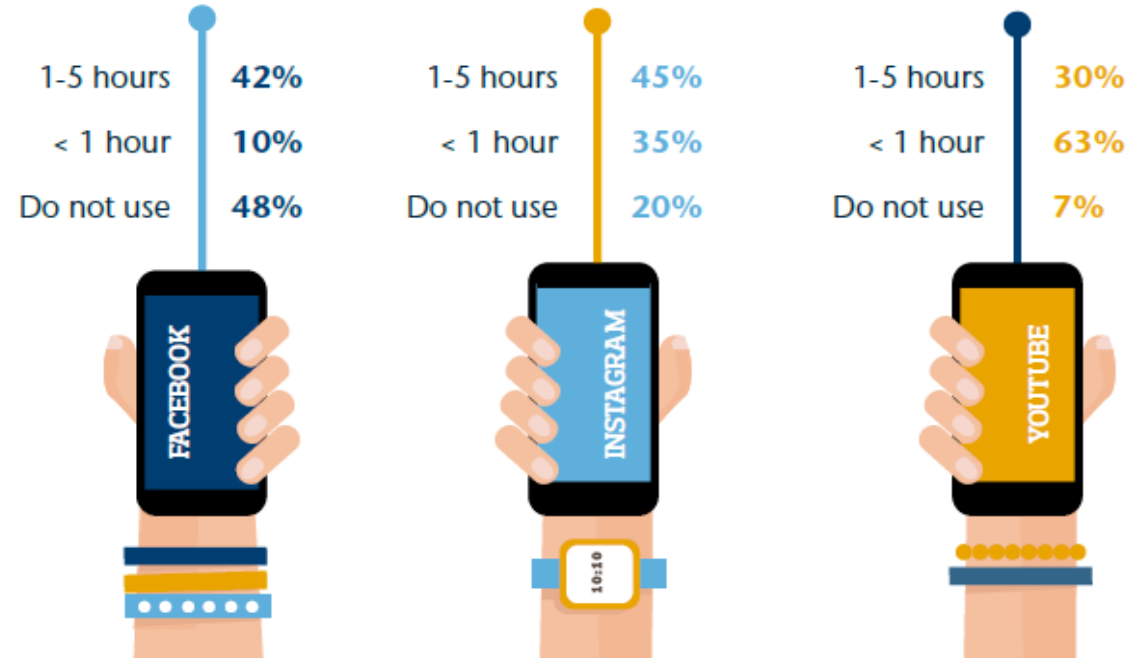 1-5 hours 42%
< 1 hour 10%
Do not use 48%
FACEBOOK
1-5 hours 45%
< 1 hour 35%
Do not use 20%
INSTAGRAM
10:10
1-5 hours 30%
< 1 hour 63%
Do not use 7%
YOUTUBE